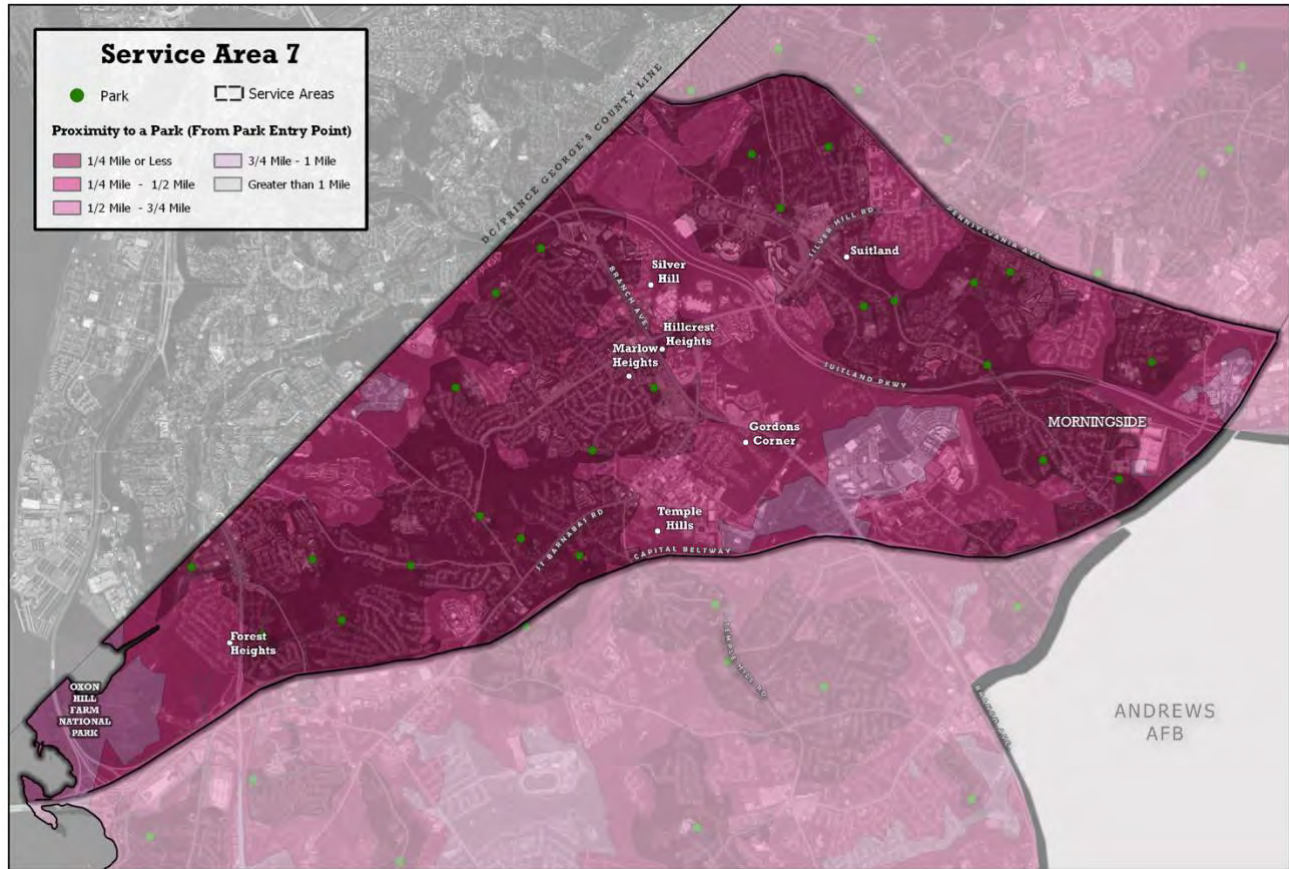 Service Area 7
Park
Service Areas
Proximity to a Park (From Park Entry Point)
1/4 Mile or Less
3/4 Mile - 1 Mile
1/4 Mile - 1/2 Mile
Greater than 1 Mile
1/2 Mile - 3/4 Mile
DC/PRINCE GEORGE'S COUNTY LINE
PENNSYLVANIA AVE
SILVER HILL RD
Suitland
Silver
Hill
BRANCH AVE
Hillcrest
Heights
Marlow
Heights
SUITLAND PKWY
MORNINGSIDE
Gordons
Corner
Temple
Hills
ST BARNABAS RD
CAPITAL BELTWAY
Forest
Heights
TEMPLE HILL RD
OXON
HILL
FARM
NATIONAL
PARK
ANDREWS
AFB